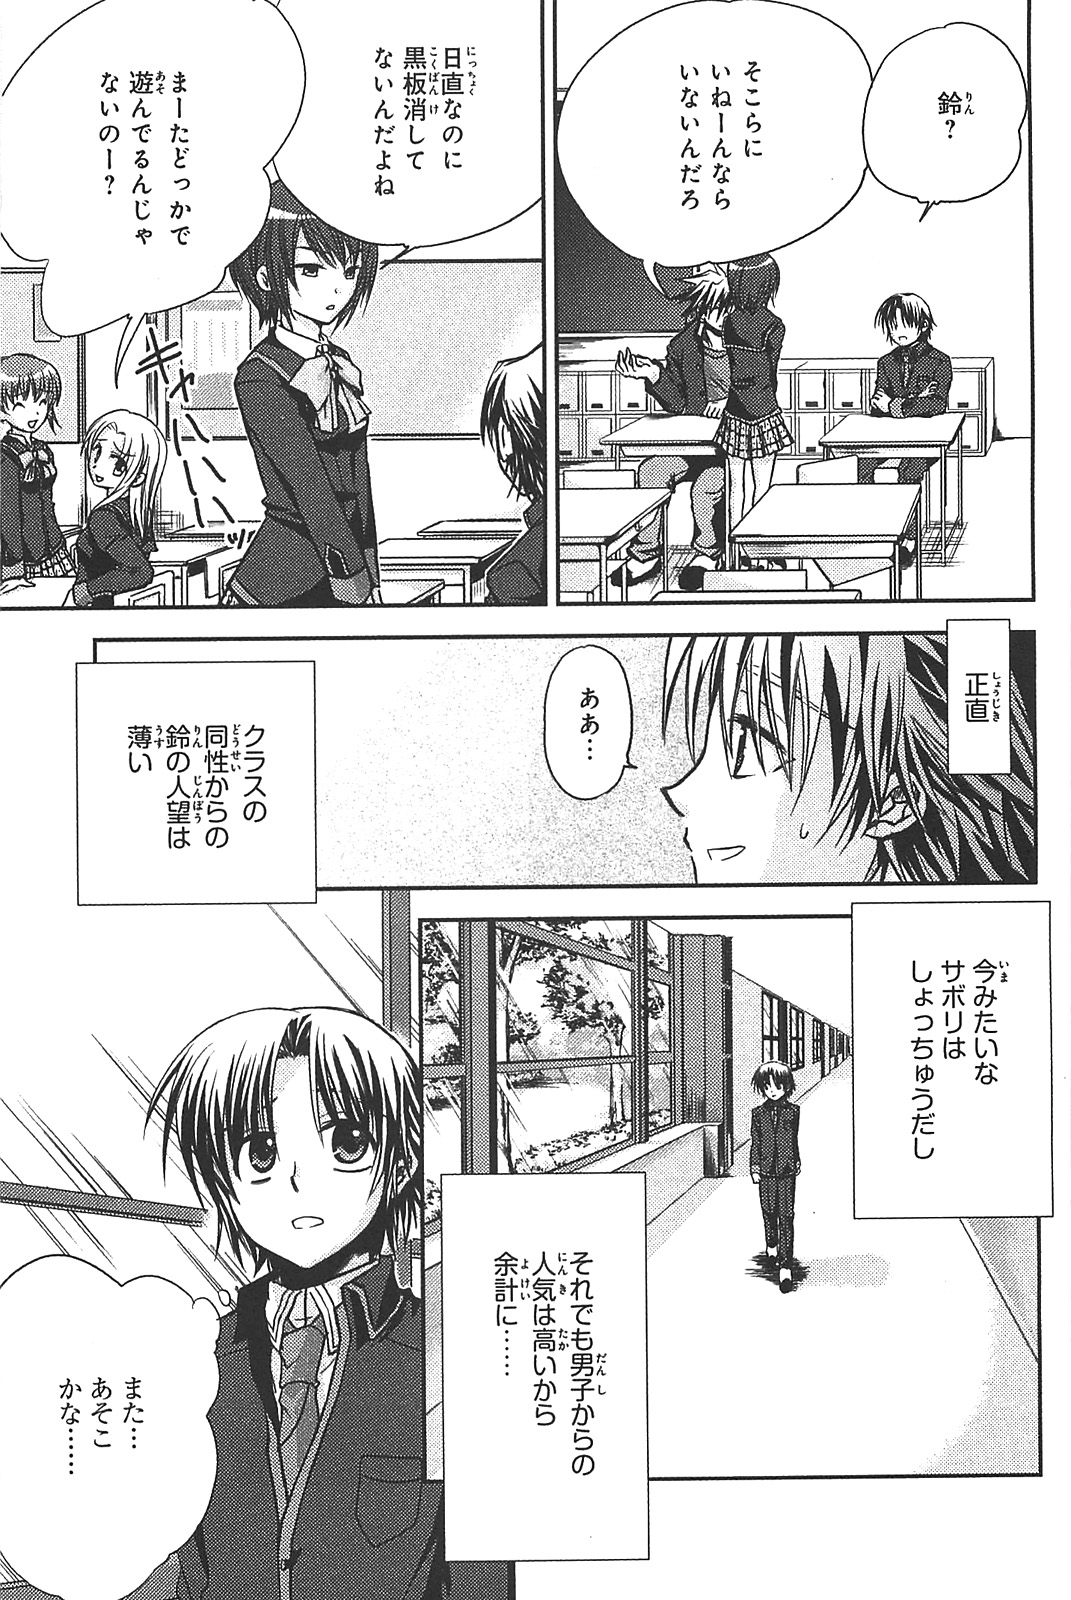 鈴？
そこらに
いねーんなら
いないんだろ
日直なのに
黒板消して
ないんだよね
まーたどっかで
遊んでるんじゃ
ないのー？
キャハハハッ
正直
ああ…
クラスの
同性からの
鈴の人望は
薄い
今みたいな
サボリは
しょっちゅうだし
それでも男子からの
人気は高いから
余計に……
また…
あそこ
かな……